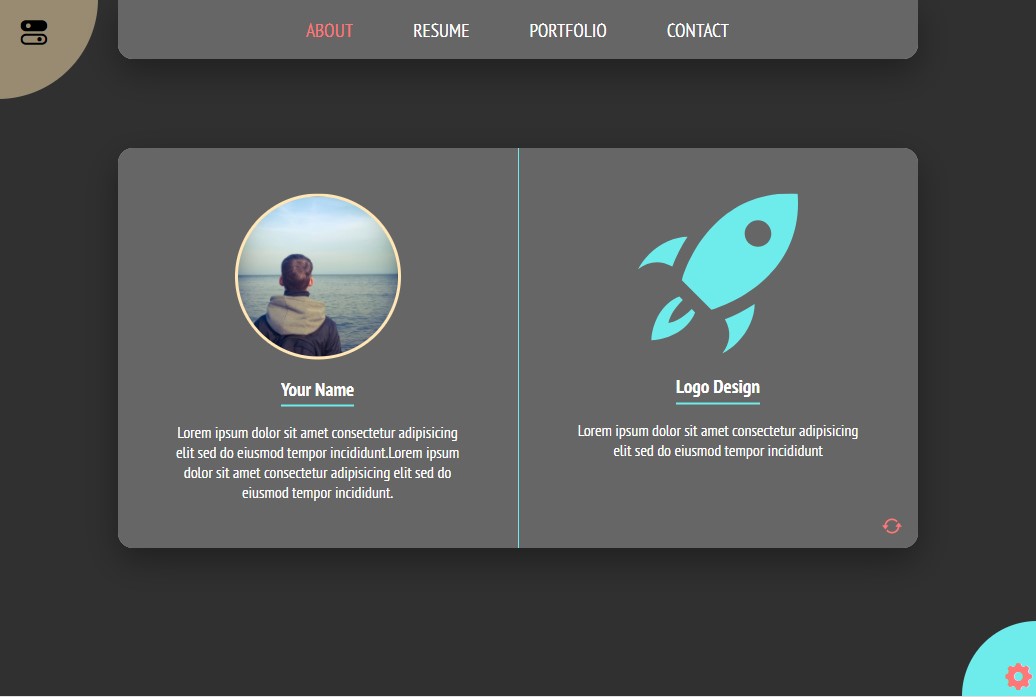 ABOUT RESUME PORTFOLIO CONTACT
Your Name
Lorem ipsum dolor sit amet consectetur adipisicing
elit sed do eiusmod tempor incididunt.Lorem ipsum
dolor sit amet consectetur adipisicing elit sed do
eiusmod tempor incididunt.
Logo Design
Lorem ipsum dolor sit amet consectetur adipisicing
elit sed do eiusmod tempor incididunt